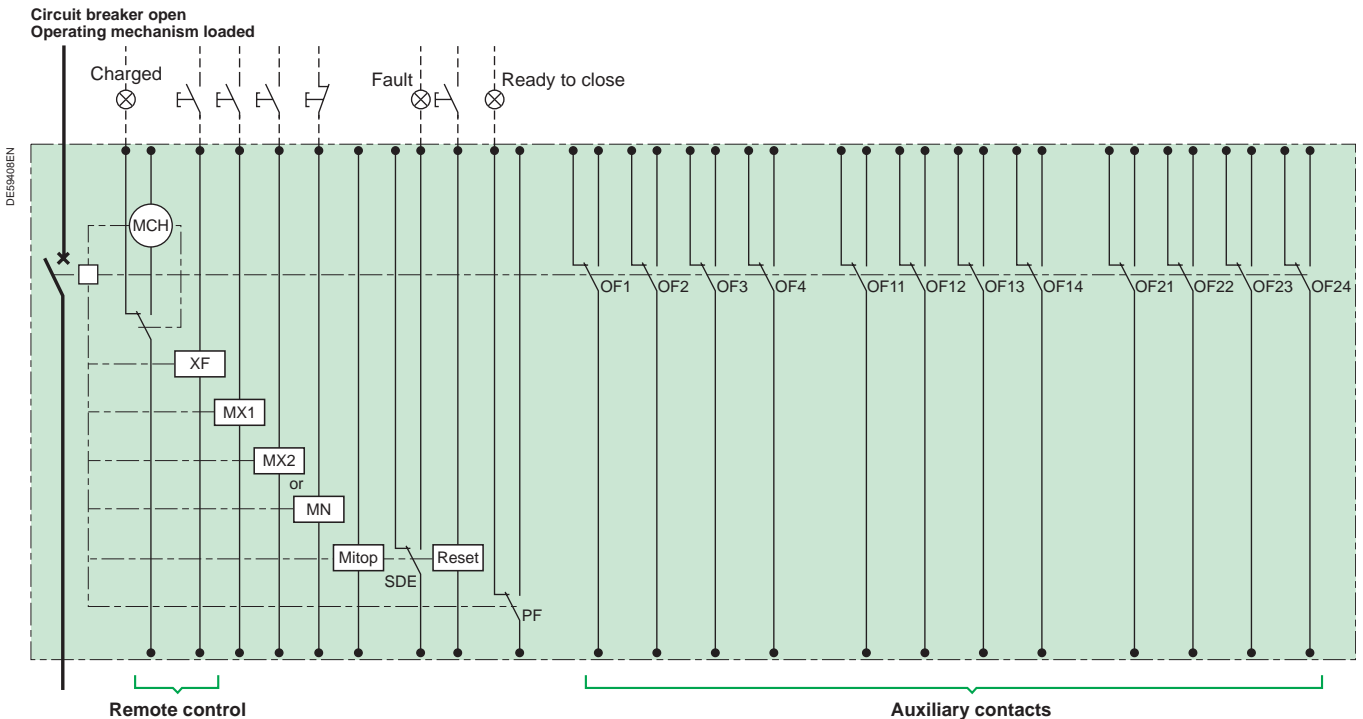 Circuit breaker open
Operating mechanism loaded
Charged
Fault
Ready to close
DE59408EN
MCH
OF1
OF2
OF3
OF4
OF11
OF12
OF13
OF14
OF21
OF22
OF23
OF24
XF
MX1
MX2
or
MN
Mitop
SDE
Reset
PF
Remote control
Auxiliary contacts